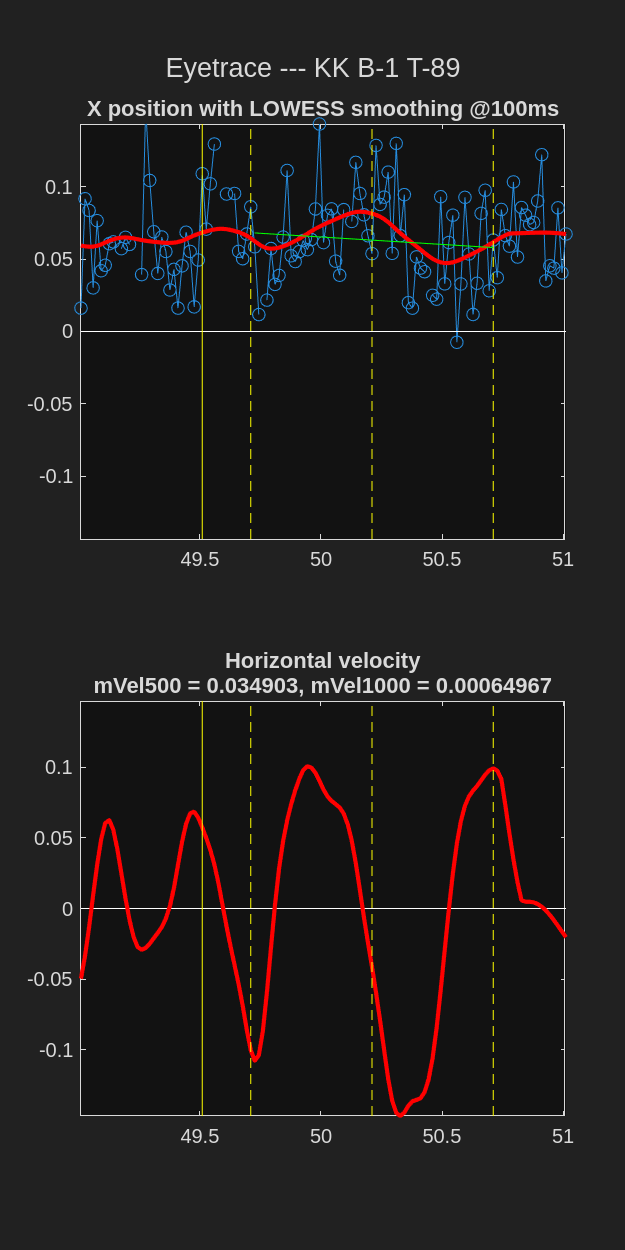 Eyetrace --- KK B-1 T-89
X position with LOWESS smoothing @100ms
0.1
0.05
0
-0.05
-0.1
49.5 50 50.5 51
Horizontal velocity
mVel500 = 0.034903, mVel1000 = 0.00064967
0.1
0.05
0
-0.05
-0.1
49.5 50 50.5 51